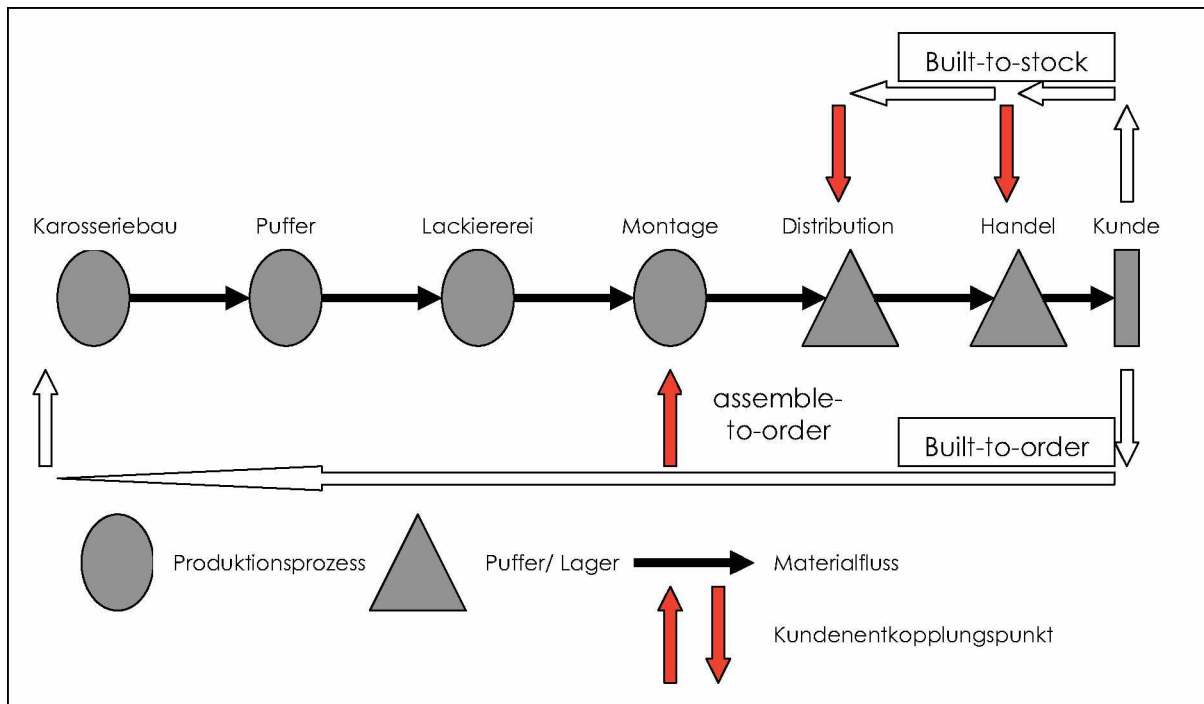 Built-to-stock
Karosseriebau
Puffer
Lackiererei
Montage
Distribution
Handel
Kunde
assemble-
to-order
Built-to-order
Produktionsprozess
Puffer/ Lager
Materialfluss
Kundenentkopplungspunkt